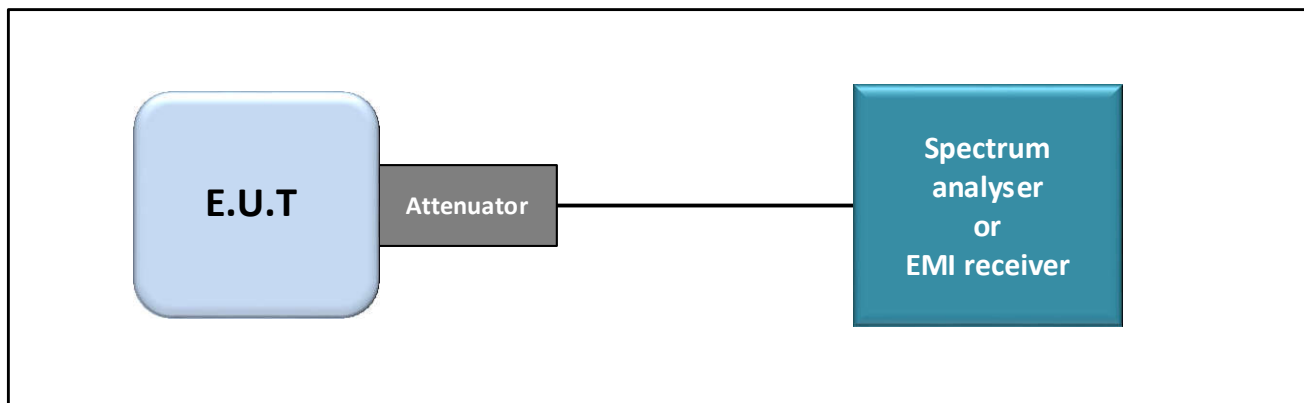 E.U.T
Attenuator
Spectrum
analyser
or
EMI receiver